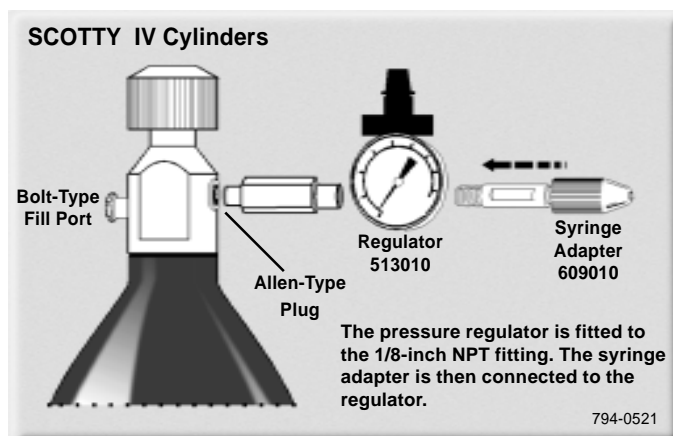 SCOTTY IV Cylinders
Bolt-Type
Fill Port
Allen-Type
Plug
Regulator
513010
Syringe
Adapter
609010
The pressure regulator is fitted to
the 1/8-inch NPT fitting. The syringe
adapter is then connected to the
regulator.
794-0521